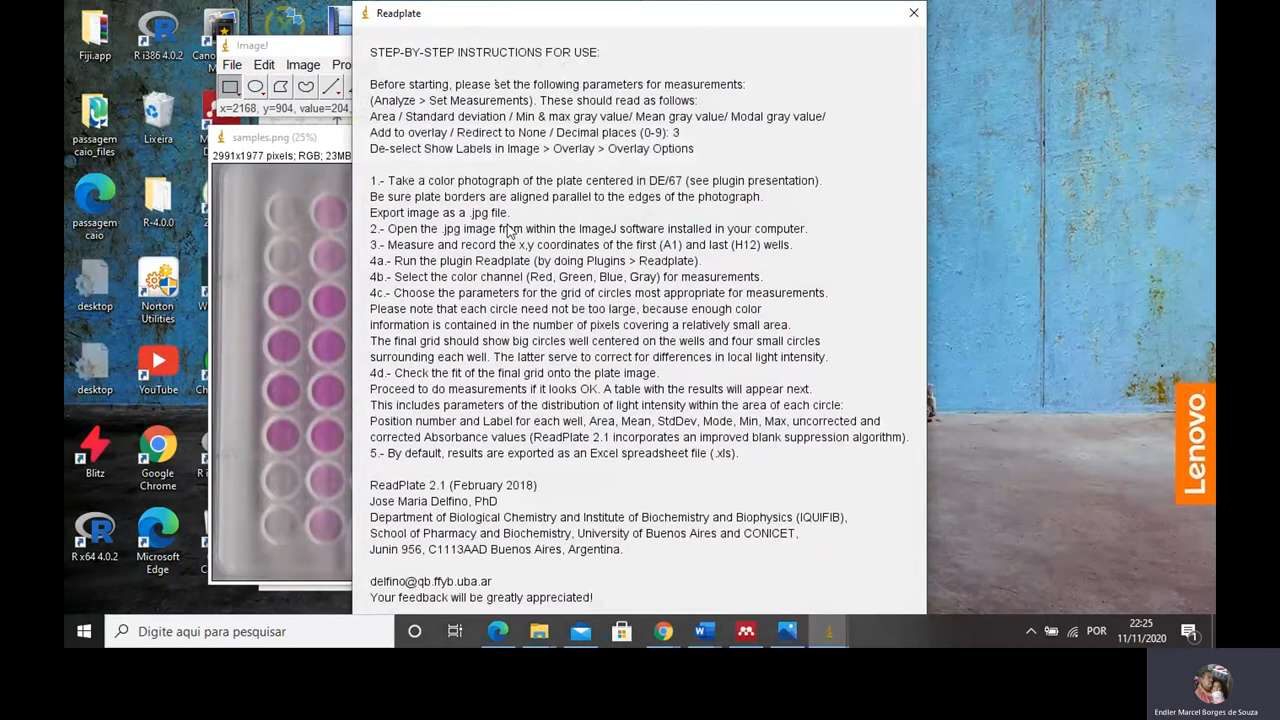 Readplate
STEP-BY-STEP INSTRUCTIONS FOR USE:
Before starting, please set the following parameters for measurements:
(Analyze > Set Measurements). These should read as follows:
Area / Standard deviation / Min & max gray value/ Mean gray value/ Modal gray value/
Add to overlay / Redirect to None / Decimal places (0-9): 3
De-select Show Labels in Image > Overlay > Overlay Options
1.- Take a color photograph of the plate centered in DE/67 (see plugin presentation).
Be sure plate borders are aligned parallel to the edges of the photograph.
Export image as a .jpg file.
2.- Open the .jpg image from within the ImageJ software installed in your computer.
3.- Measure and record the x,y coordinates of the first (A1) and last (H12) wells.
4a.- Run the plugin Readplate (by doing Plugins > Readplate).
4b.- Select the color channel (Red, Green, Blue, Gray) for measurements.
4c.- Choose the parameters for the grid of circles most appropriate for measurements.
Please note that each circle need not be too large, because enough color
information is contained in the number of pixels covering a relatively small area.
The final grid should show big circles well centered on the wells and four small circles
surrounding each well. The latter serve to correct for differences in local light intensity.
4d.- Check the fit of the final grid onto the plate image.
Proceed to do measurements if it looks OK. A table with the results will appear next.
This includes parameters of the distribution of light intensity within the area of each circle:
Position number and Label for each well, Area, Mean, StdDev, Mode, Min, Max, uncorrected and
corrected Absorbance values (ReadPlate 2.1 incorporates an improved blank suppression algorithm).
5.- By default, results are exported as an Excel spreadsheet file (.xls).
ReadPlate 2.1 (February 2018)
Jose Maria Delfino, PhD
Department of Biological Chemistry and Institute of Biochemistry and Biophysics (IQUIFIB),
School of Pharmacy and Biochemistry, University of Buenos Aires and CONICET,
Junin 956, C1113AAD Buenos Aires, Argentina.
delfino@qb.ffyb.uba.ar
Your feedback will be greatly appreciated!
ImageJ
File Edit Image Pro
x=2168, y=904, value=204,
samples.png (25%)
2991x1977 pixels; RGB; 23MB
Fiji.app
R i386 4.0.2
passagem
caio_files
Lixeira
passagem
caio
R-4.0.0
desktop
Norton
Utilities
desktop
YouTube
Blitz
Google
Chrome
R x64 4.0.2
Microsoft
Edge
Lenovo
Digite aqui para pesquisar
POR
22:25
11/11/2020
1
Endler Marcel Borges de Souza